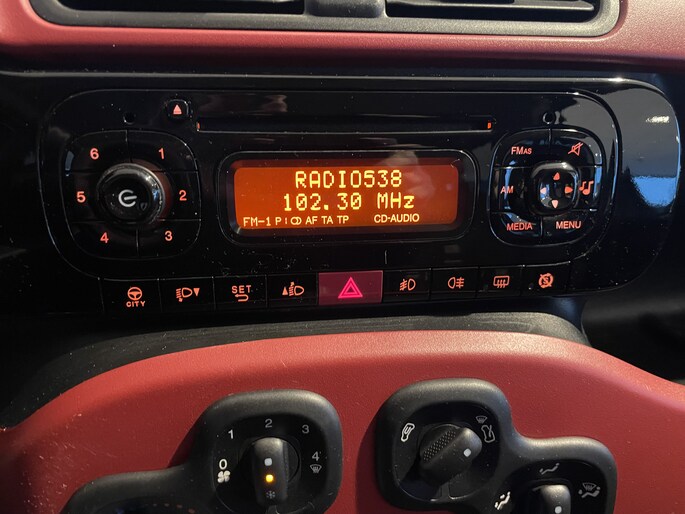 6 1
FMAS
RADIO538
5 2
AM
102.30 MHz
FM-1 P AF TA TP CD-AUDIO
4 3
MEDIA MENU
CITY
SET
0 1 2 3 4